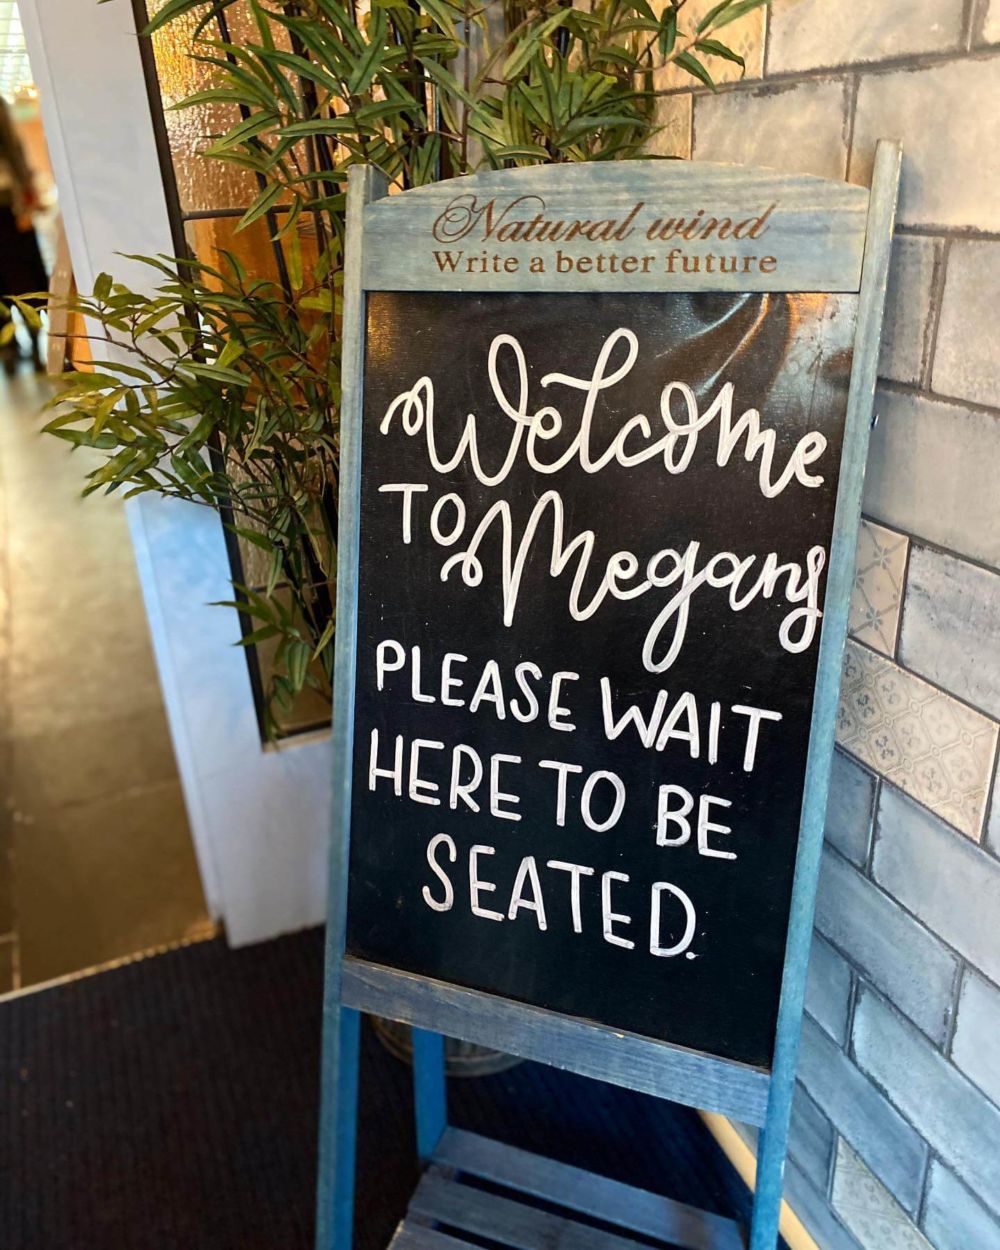 Natural wind
Write a better future
Welcome
TO Megans
PLEASE WAIT
HERE TO BE
SEATED.